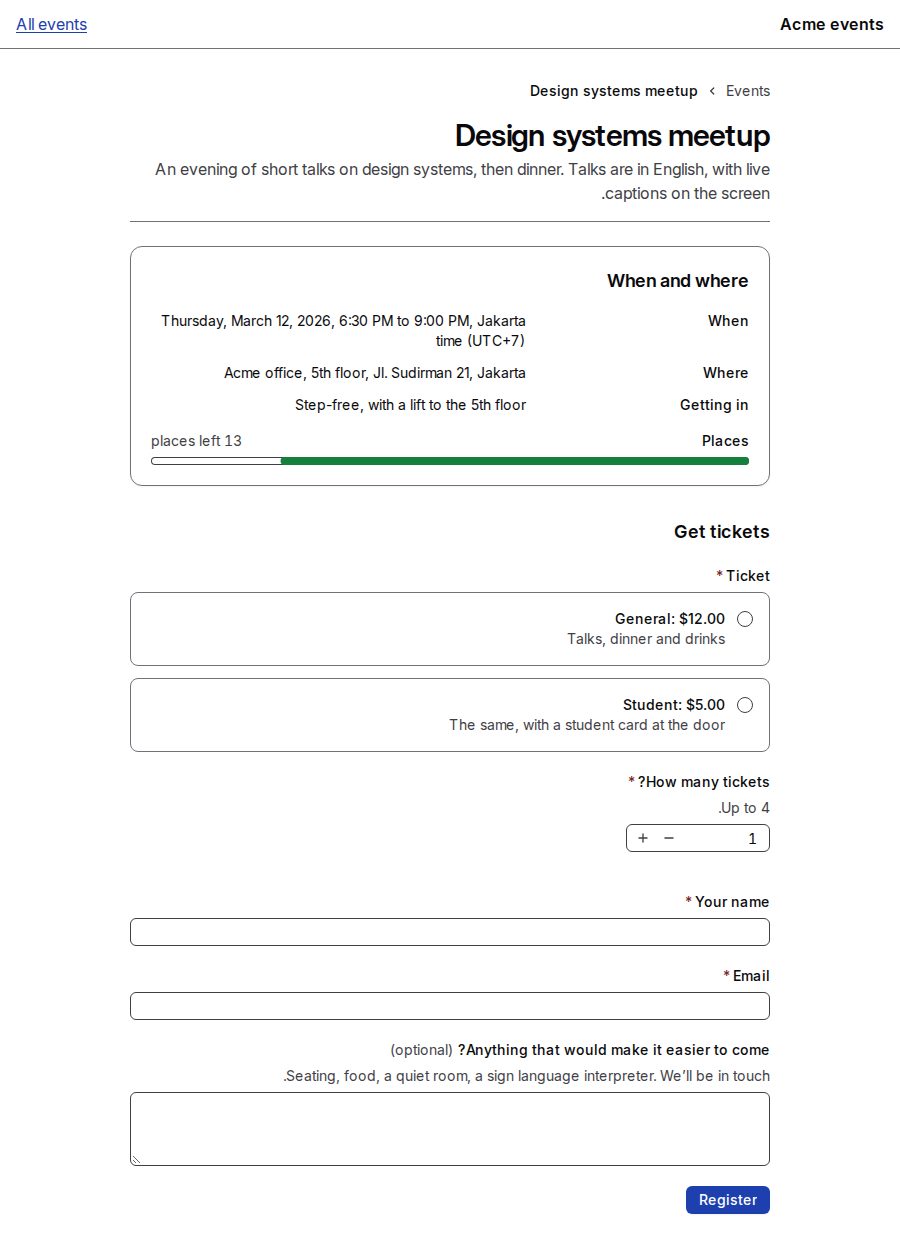 All events Acme events
Design systems meetup ‹ Events
Design systems meetup
An evening of short talks on design systems, then dinner. Talks are in English, with live
.captions on the screen
When and where
When
Thursday, March 12, 2026, 6:30 PM to 9:00 PM, Jakarta
time (UTC+7)
Where
Acme office, 5th floor, Jl. Sudirman 21, Jakarta
Getting in
Step-free, with a lift to the 5th floor
Places
places left 13
Get tickets
* Ticket
General: $12.00
Talks, dinner and drinks
Student: $5.00
The same, with a student card at the door
* ?How many tickets
.Up to 4
+ − 1
* Your name
* Email
(optional) ?Anything that would make it easier to come
.Seating, food, a quiet room, a sign language interpreter. We’ll be in touch
Register